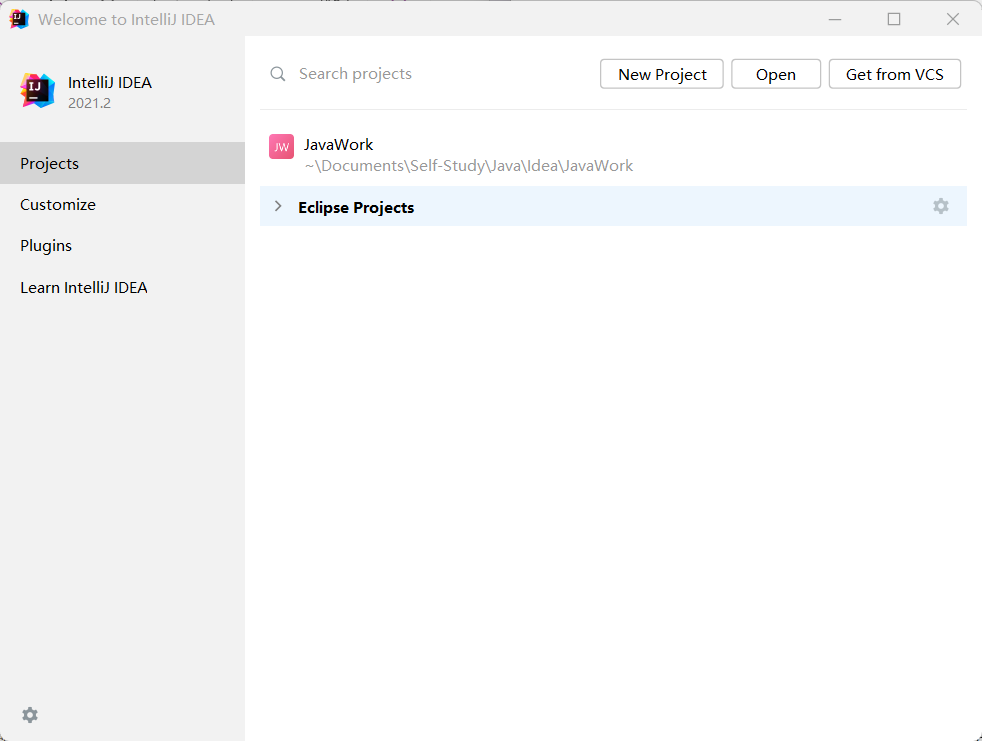 Welcome to IntelliJ IDEA
IJ
IntelliJ IDEA
2021.2
Projects
Customize
Plugins
Learn IntelliJ IDEA
Search projects
New Project
Open
Get from VCS
JW
JavaWork
~\Documents\Self-Study\Java\Idea\JavaWork
Eclipse Projects